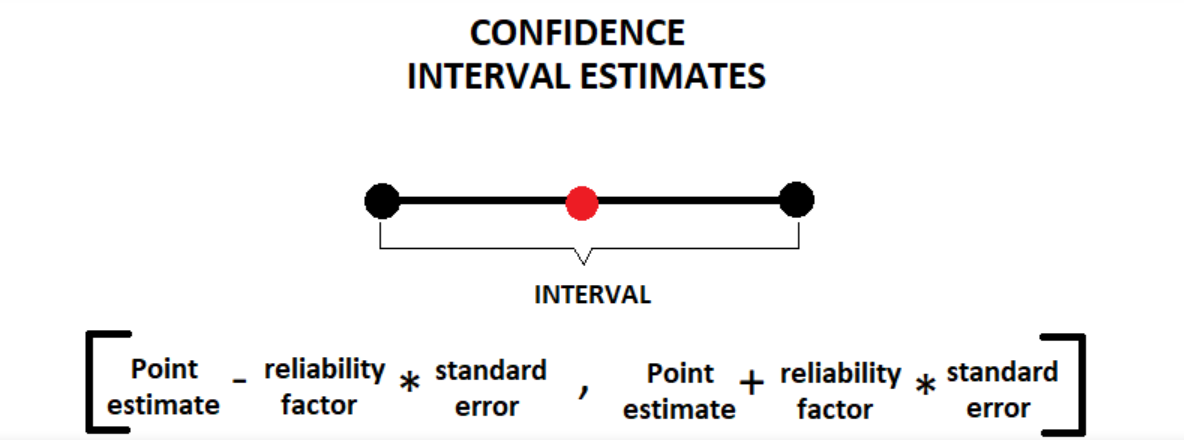 CONFIDENCE
INTERVAL ESTIMATES
INTERVAL
[ Point estimate - reliability factor * standard error , Point estimate + reliability factor * standard error ]